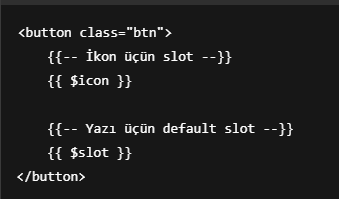 <button class="btn">
{{-- İkon üçün slot --}}
{{ $icon }}
{{-- Yazı üçün default slot --}}
{{ $slot }}
</button>